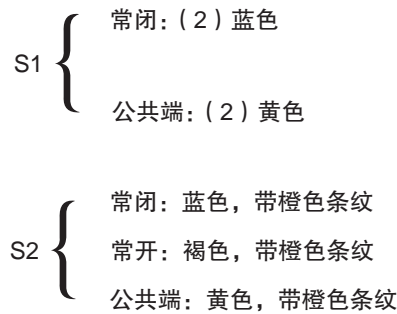 常闭：(2) 蓝色
S1
公共端：(2) 黄色
常闭：蓝色，带橙色条纹
S2
常开：褐色，带橙色条纹
公共端：黄色，带橙色条纹